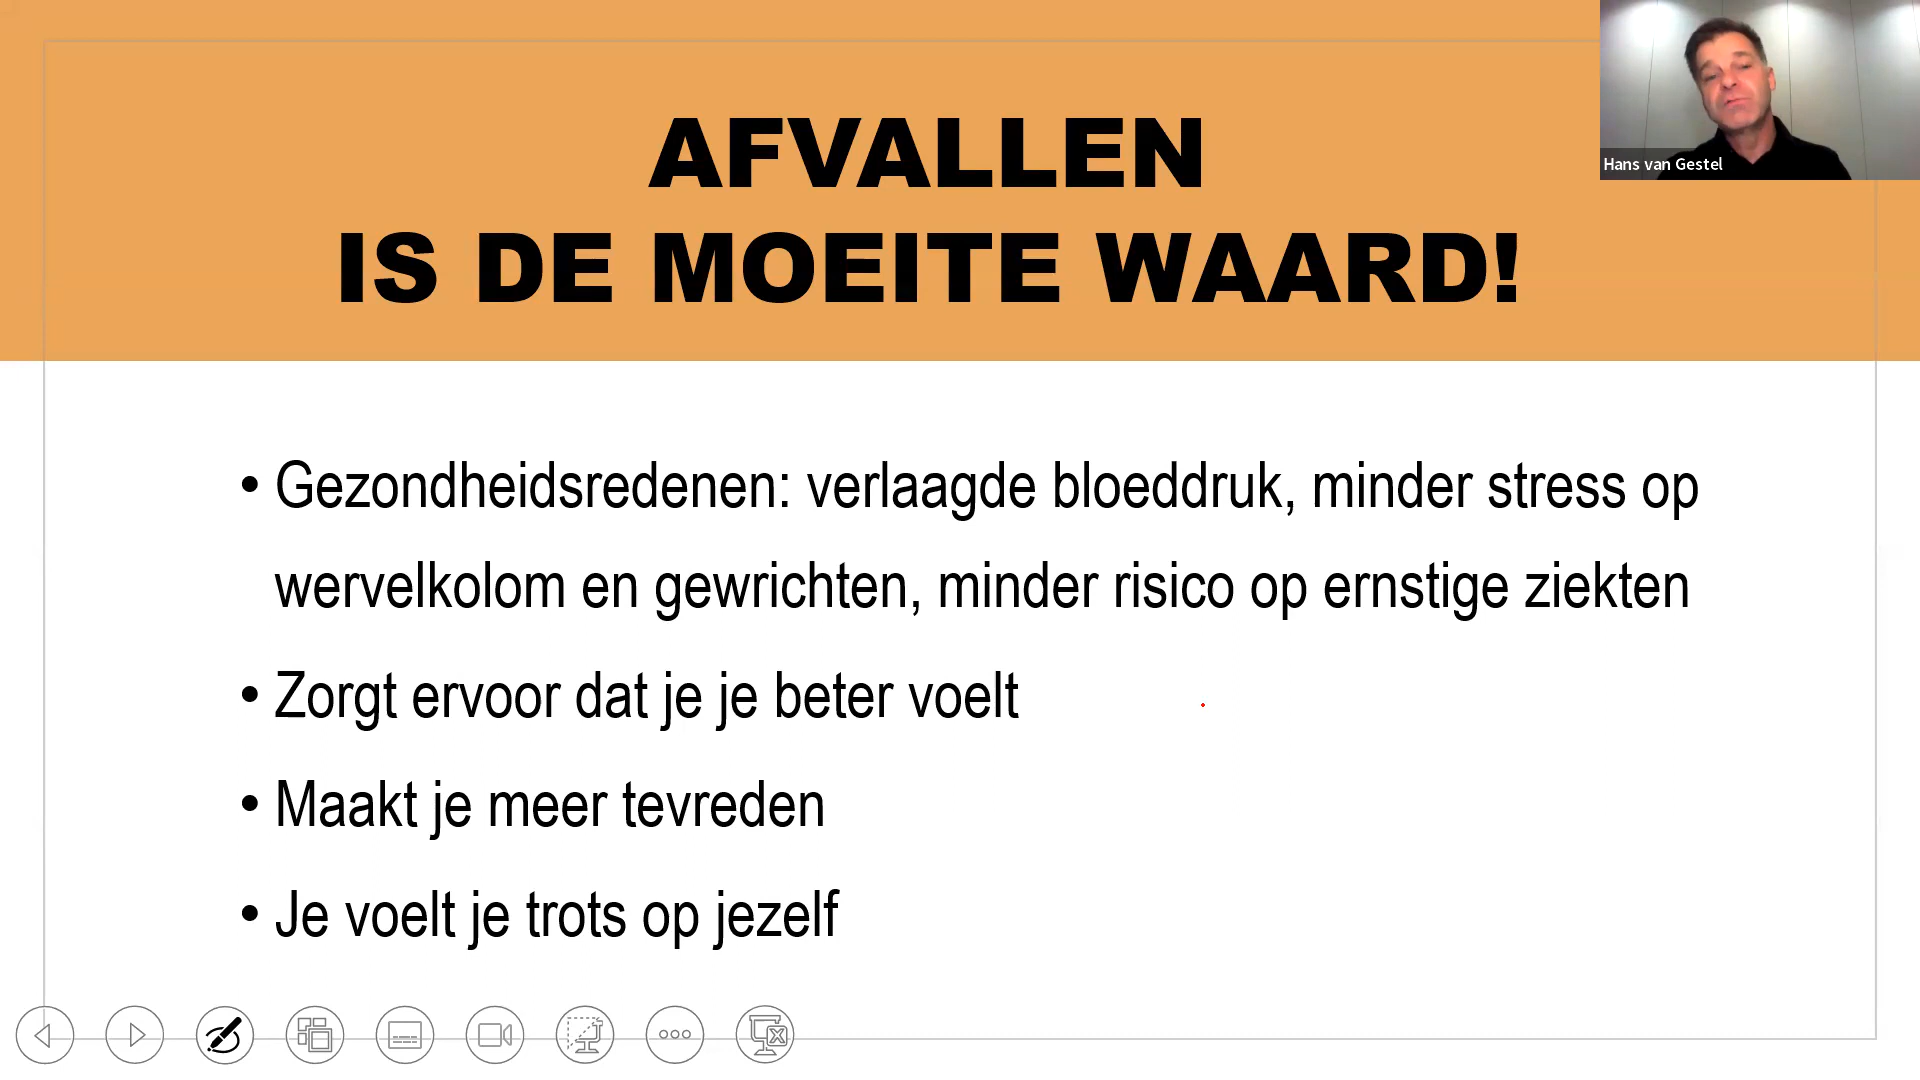 AFVALLEN
IS DE MOEITE WAARD!
Hans van Gestel
• Gezondheidsredenen: verlaagde bloeddruk, minder stress op
wervelkolom en gewrichten, minder risico op ernstige ziekten
• Zorgt ervoor dat je je beter voelt
• Maakt je meer tevreden
• Je voelt je trots op jezelf